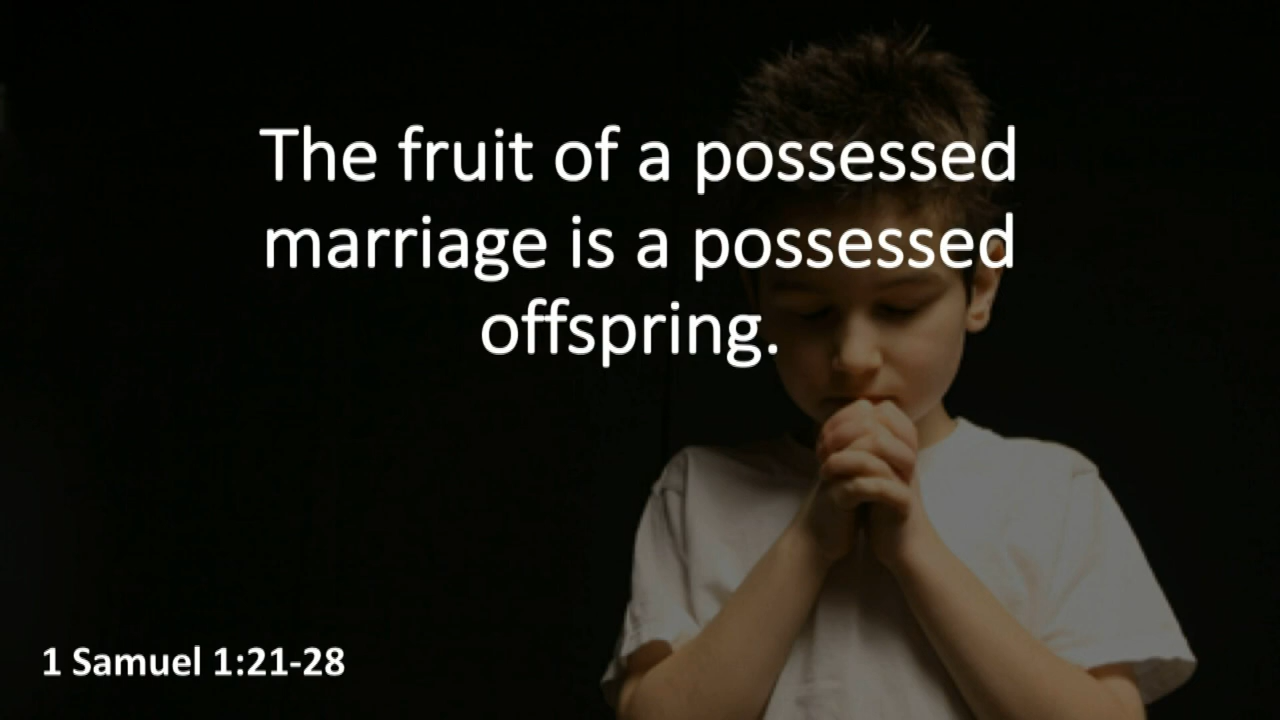 The fruit of a possessed
marriage is a possessed
offspring.
1 Samuel 1:21-28